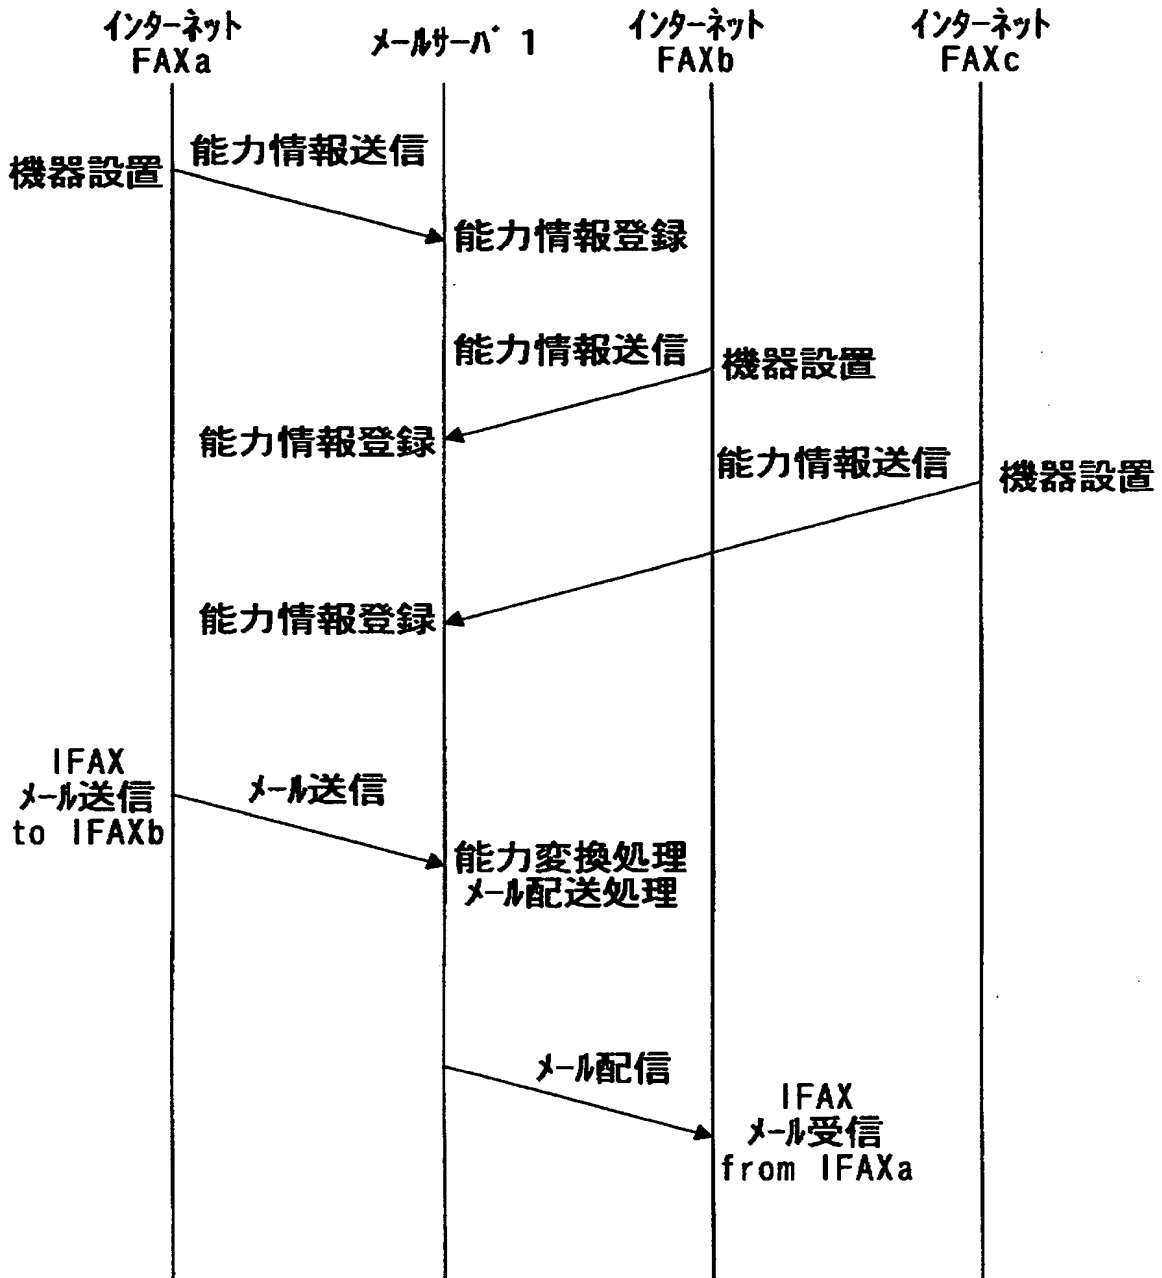 インターネット
FAXa
メールサーバ 1
インターネット
FAXb
インターネット
FAXc
能力情報送信
機器設置
能力情報登録
能力情報送信
機器設置
能力情報登録
能力情報送信
機器設置
能力情報登録
IFAX
メール送信
to IFAXb
メール送信
能力変換処理
メール配送処理
メール配信
IFAX
メール受信
from IFAXa